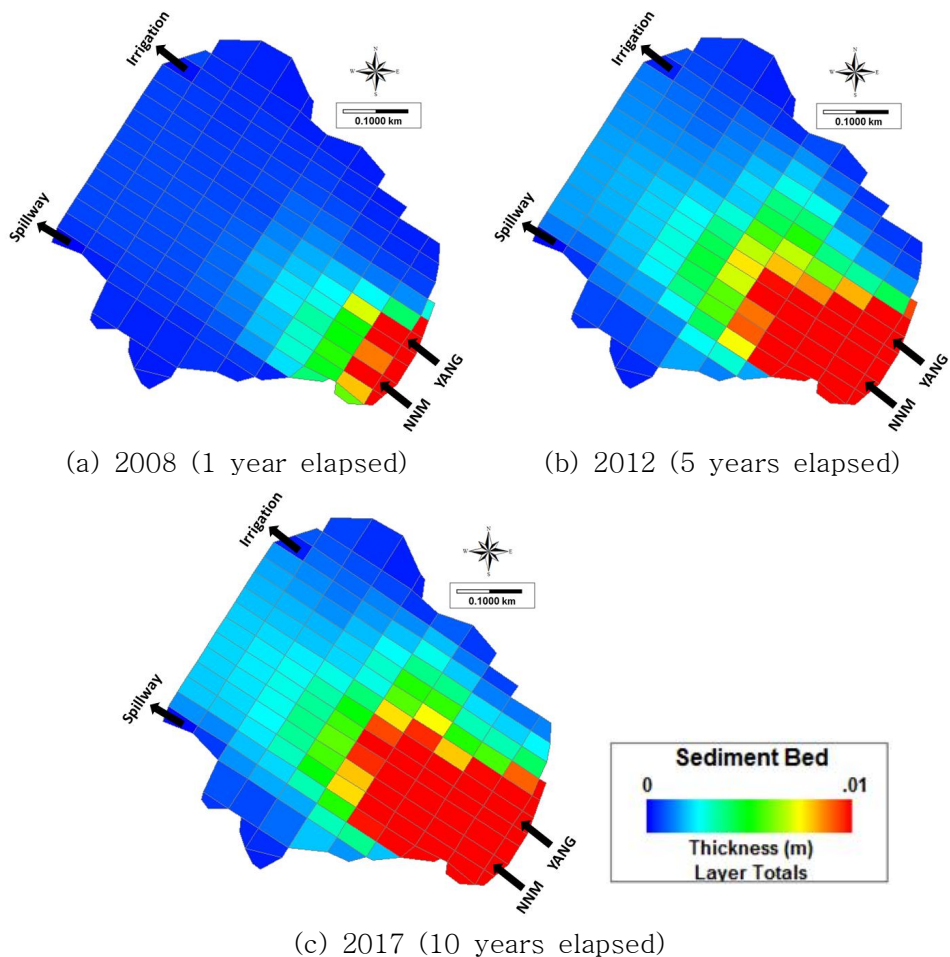 Irrigation
N
W E
S
0.1000 km
Spillway
YANG
NNM
(a) 2008 (1 year elapsed)
Irrigation
N
W E
S
0.1000 km
Spillway
YANG
NNM
(b) 2012 (5 years elapsed)
Irrigation
N
W E
S
0.1000 km
Spillway
YANG
NNM
Sediment Bed
0 .01
Thickness (m)
Layer Totals
(c) 2017 (10 years elapsed)